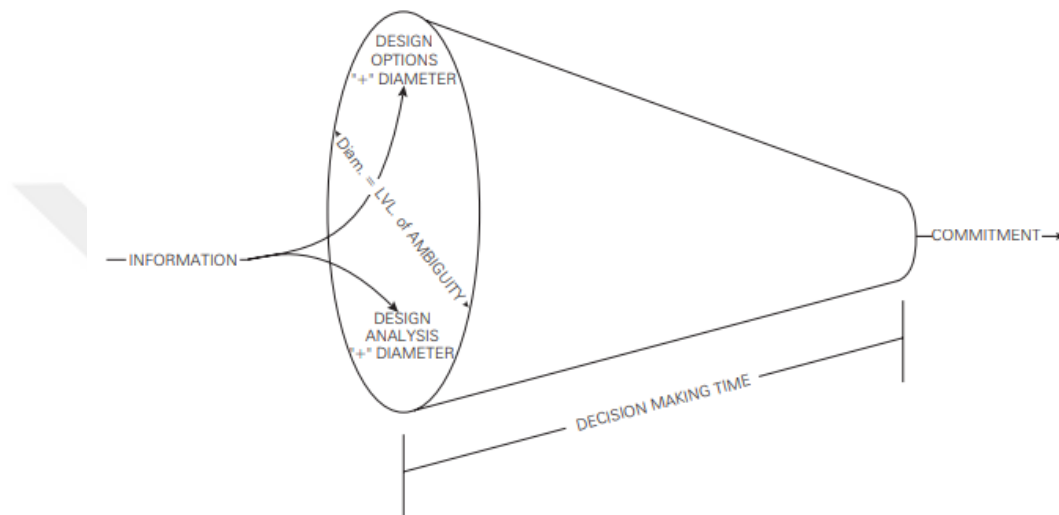 DESIGN
OPTIONS
"+" DIAMETER
Diam. = LVL. of AMBIGUITY
INFORMATION
COMMITMENT
DESIGN
ANALYSIS
"+" DIAMETER
DECISION MAKING TIME